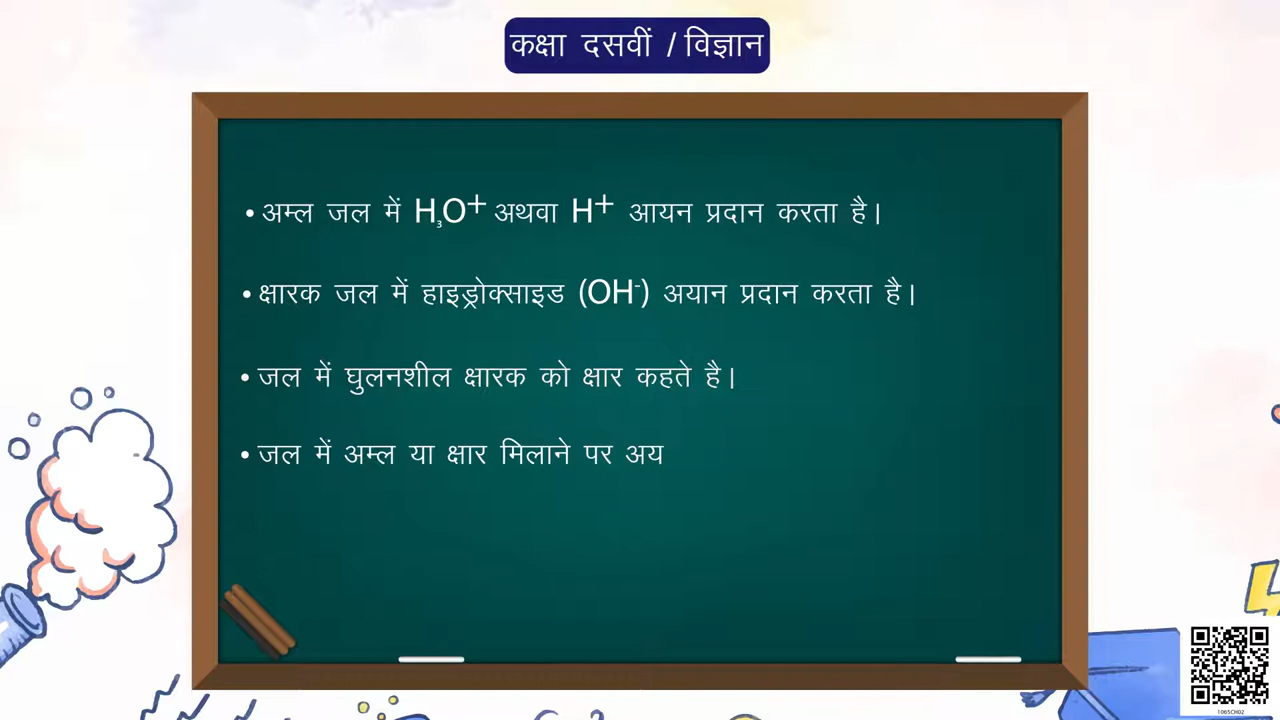 कक्षा दसवीं / विज्ञान
• अम्ल जल में H₃O⁺ अथवा H⁺ आयन प्रदान करता है।
• क्षारक जल में हाइड्रोक्साइड (OH⁻) अयान प्रदान करता है।
• जल में घुलनशील क्षारक को क्षार कहते है।
• जल में अम्ल या क्षार मिलाने पर अय
1065CH02